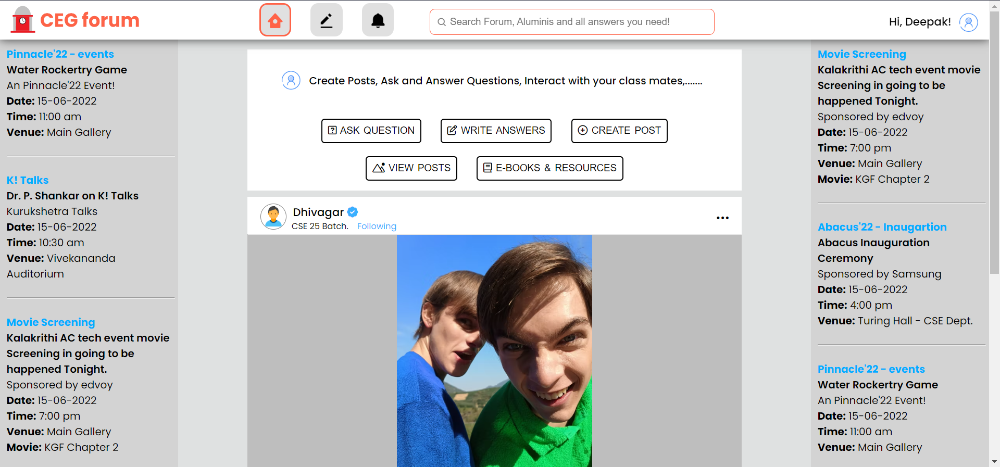 CEG forum
Search Forum, Aluminis and all answers you need!
Hi, Deepak!
Pinnacle'22 - events
Water Rockertry Game
An Pinnacle'22 Event!
Date: 15-06-2022
Time: 11:00 am
Venue: Main Gallery
K! Talks
Dr. P. Shankar on K! Talks
Kurukshetra Talks
Date: 15-06-2022
Time: 10:30 am
Venue: Vivekananda
Auditorium
Movie Screening
Kalakrithi AC tech event movie
Screening in going to be
happened Tonight.
Sponsored by edvoy
Date: 15-06-2022
Time: 7:00 pm
Venue: Main Gallery
Movie: KGF Chapter 2
Create Posts, Ask and Answer Questions, Interact with your class mates,.......
ASK QUESTION
WRITE ANSWERS
CREATE POST
VIEW POSTS
E-BOOKS & RESOURCES
Dhivagar
CSE 25 Batch. Following
Movie Screening
Kalakrithi AC tech event movie
Screening in going to be
happened Tonight.
Sponsored by edvoy
Date: 15-06-2022
Time: 7:00 pm
Venue: Main Gallery
Movie: KGF Chapter 2
Abacus'22 - Inaugartion
Abacus Inauguration
Ceremony
Sponsored by Samsung
Date: 15-06-2022
Time: 4:00 pm
Venue: Turing Hall - CSE Dept.
Pinnacle'22 - events
Water Rockertry Game
An Pinnacle'22 Event!
Date: 15-06-2022
Time: 11:00 am
Venue: Main Gallery